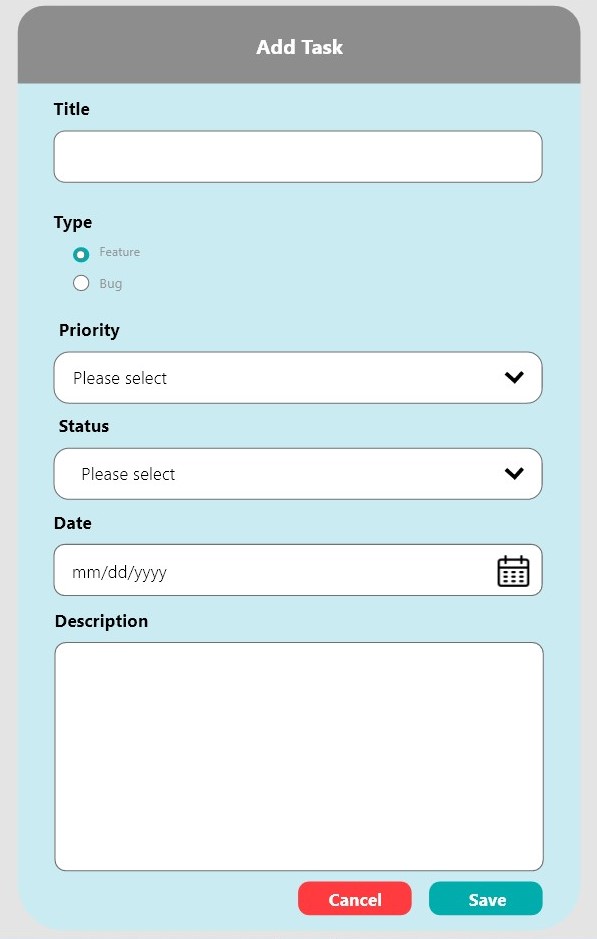 Add Task
Title
Type
Feature
Bug
Priority
Please select
Status
Please select
Date
mm/dd/yyyy
Description
Cancel Save